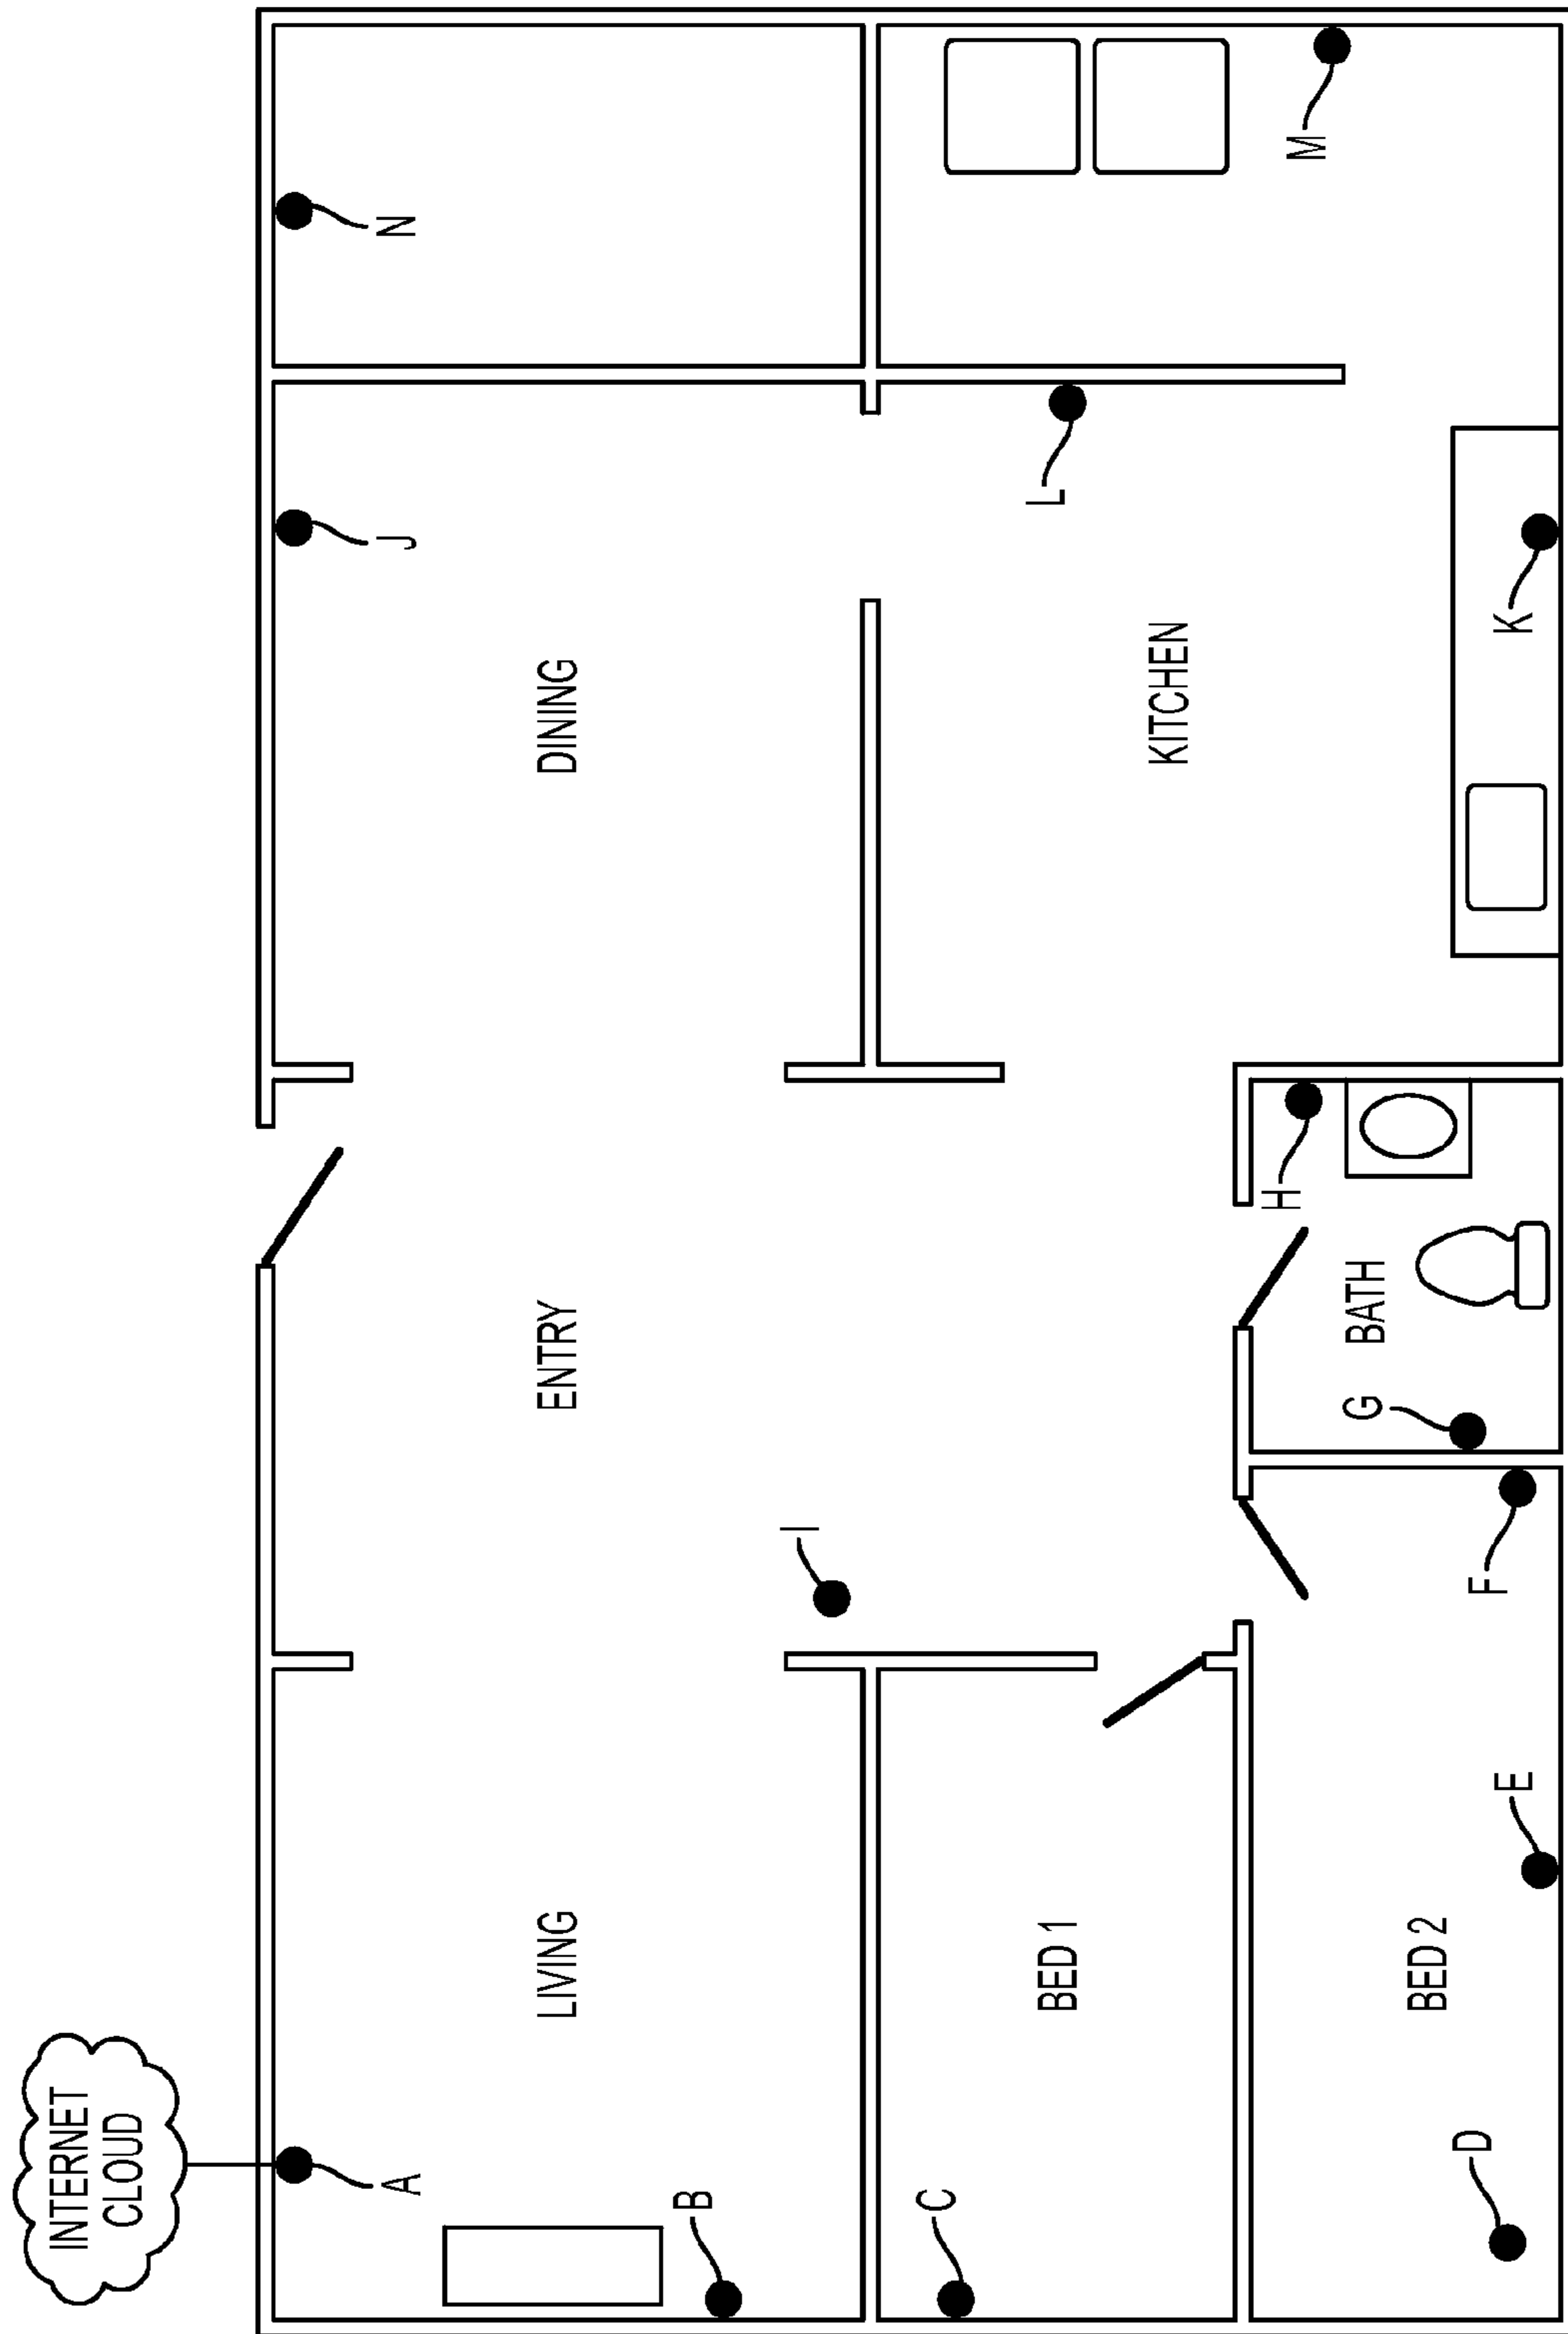 INTERNET
CLOUD
A
J
N
LIVING
ENTRY
DINING
B
I
C
L
BED 1
KITCHEN
H
M
G
BATH
BED 2
D
F
E
K